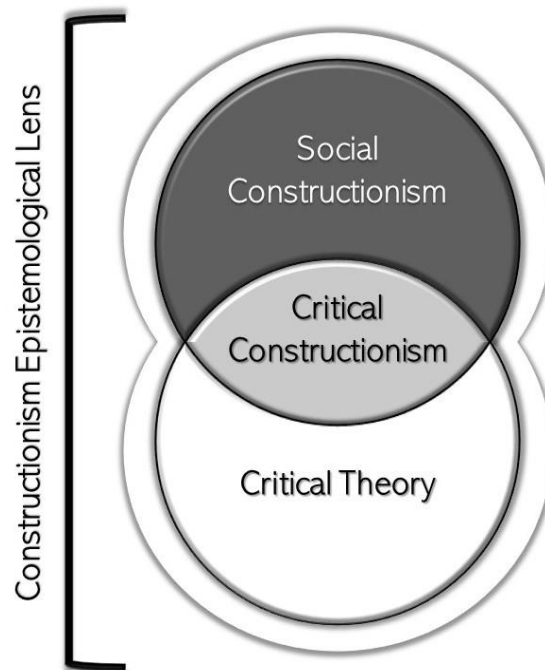 Constructionism Epistemological Lens
Social
Constructionism
Critical
Constructionism
Critical Theory